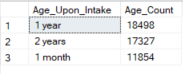 Age_Upon_Intake Age_Count
1 1 year 18498
2 2 years 17327
3 1 month 11854